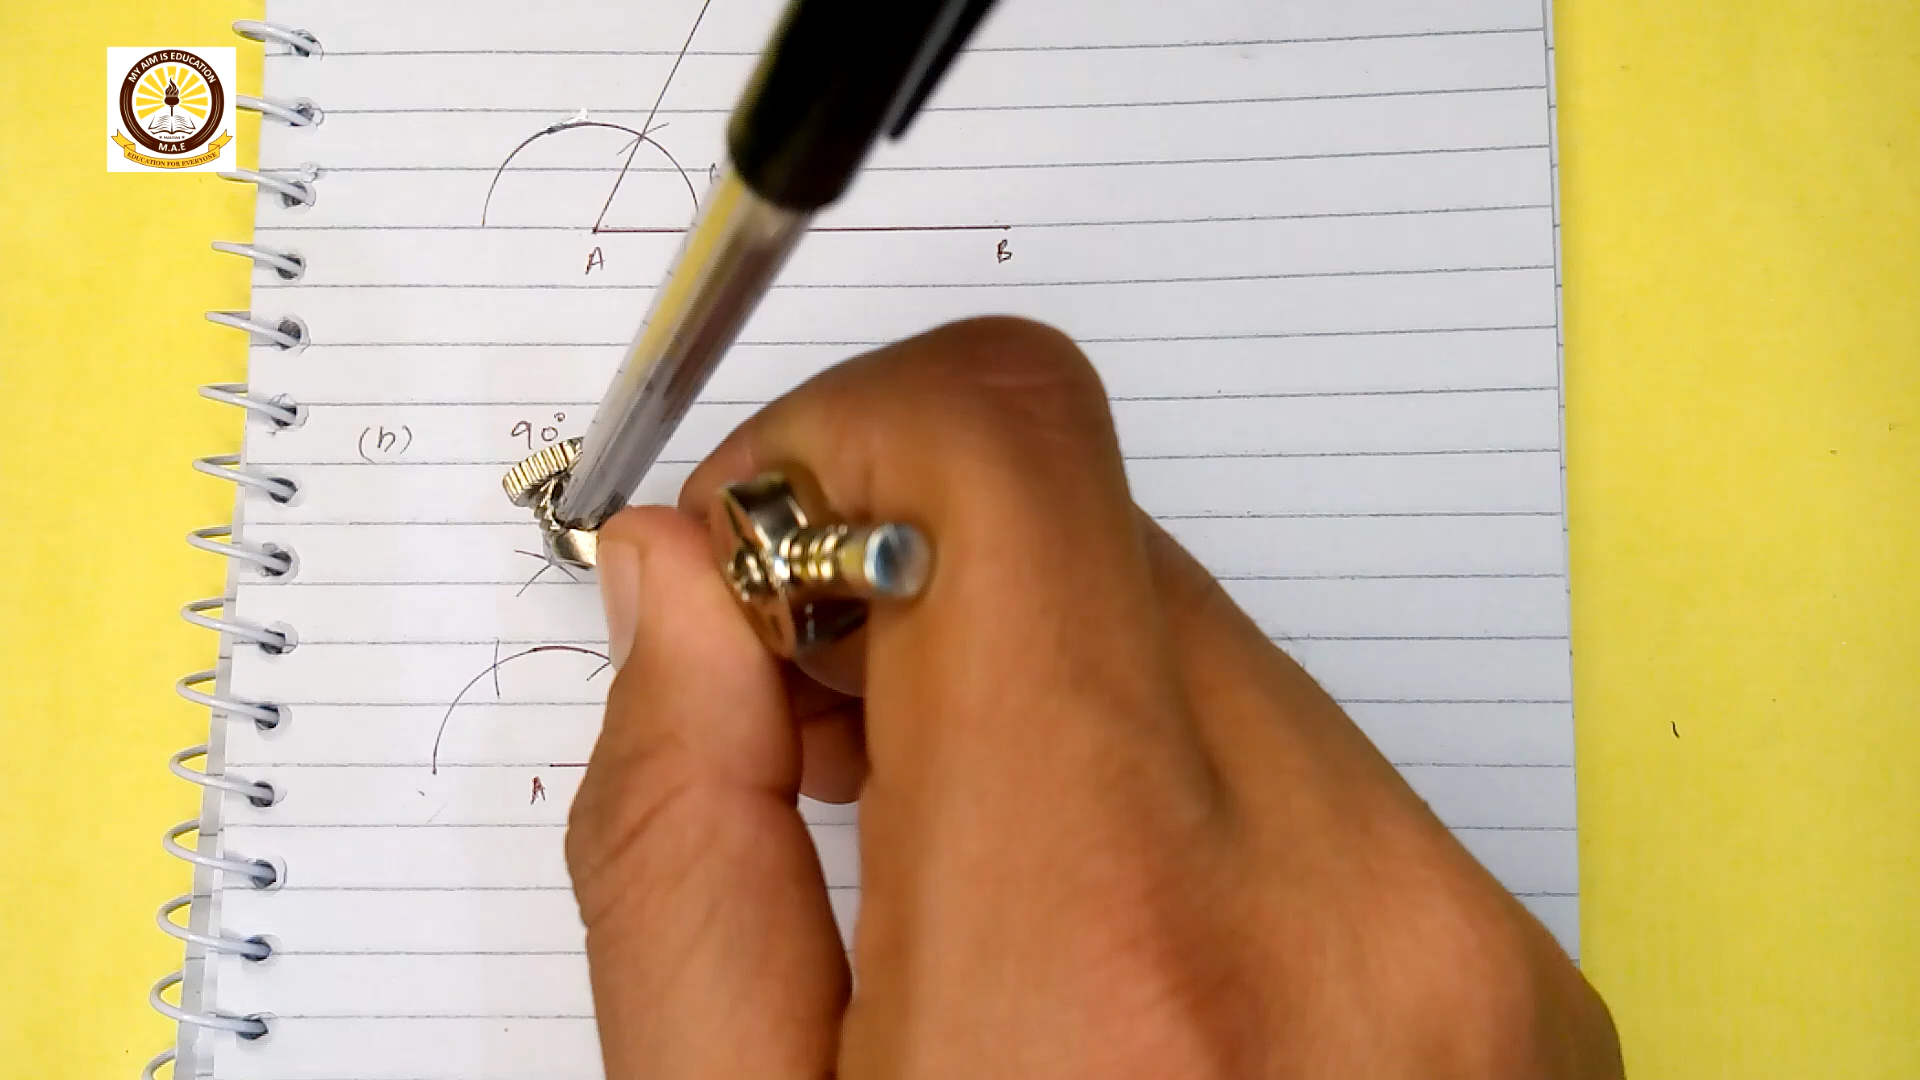 MY AIM IS EDUCATION
M.A.E
EDUCATION FOR EVERYONE
A
B
(b) 90°
A